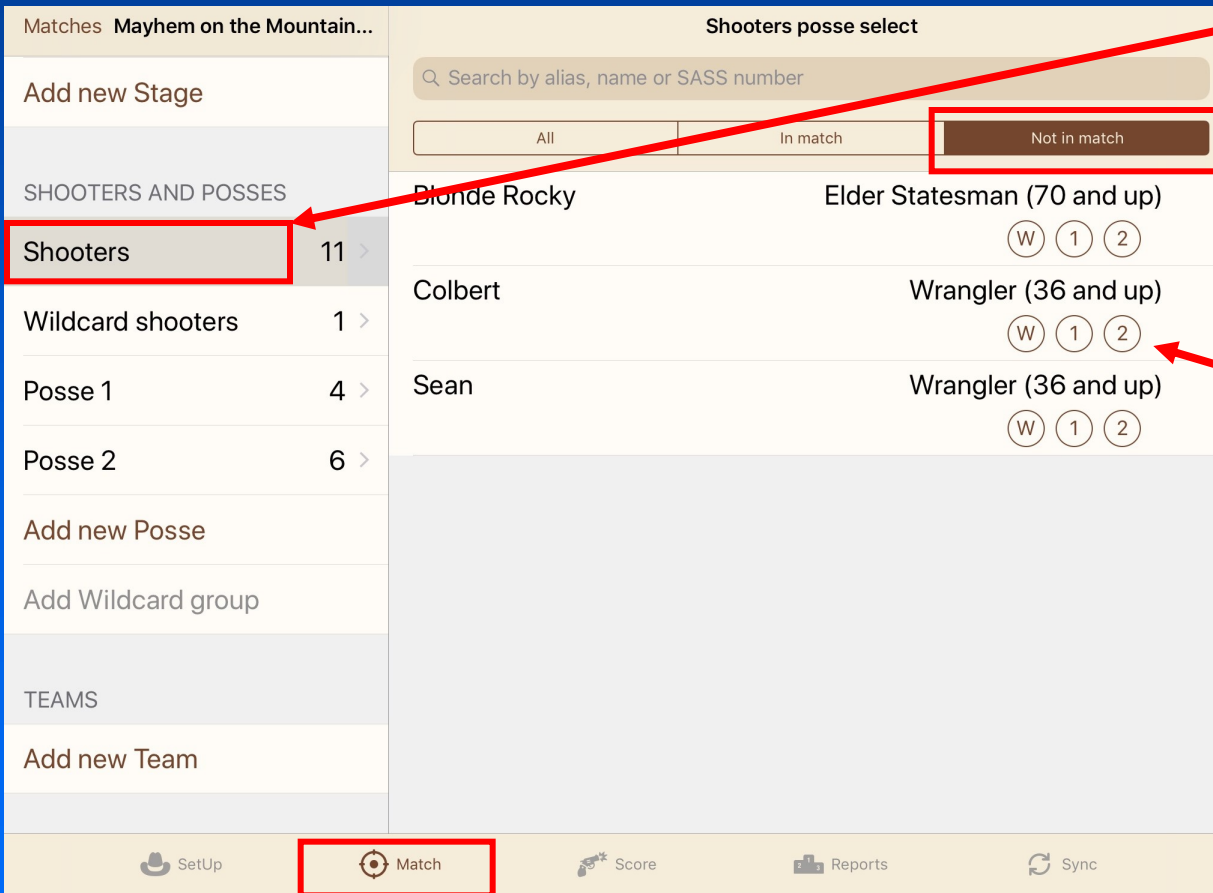 Matches Mayhem on the Mountain...
Add new Stage
SHOOTERS AND POSSES
Shooters 11
Wildcard shooters 1
Posse 1 4
Posse 2 6
Add new Posse
Add Wildcard group
TEAMS
Add new Team
Shooters posse select
Search by alias, name or SASS number
All In match Not in match
Blonde Rocky Elder Statesman (70 and up)
W 1 2
Colbert Wrangler (36 and up)
W 1 2
Sean Wrangler (36 and up)
W 1 2
SetUp Match Score Reports Sync